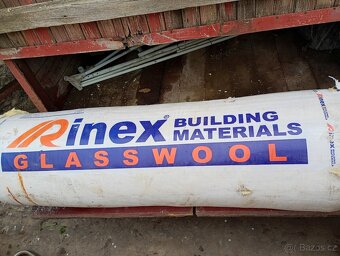 Rinex® BUILDING
MATERIALS
GLASSWOOL
Bazos.cz